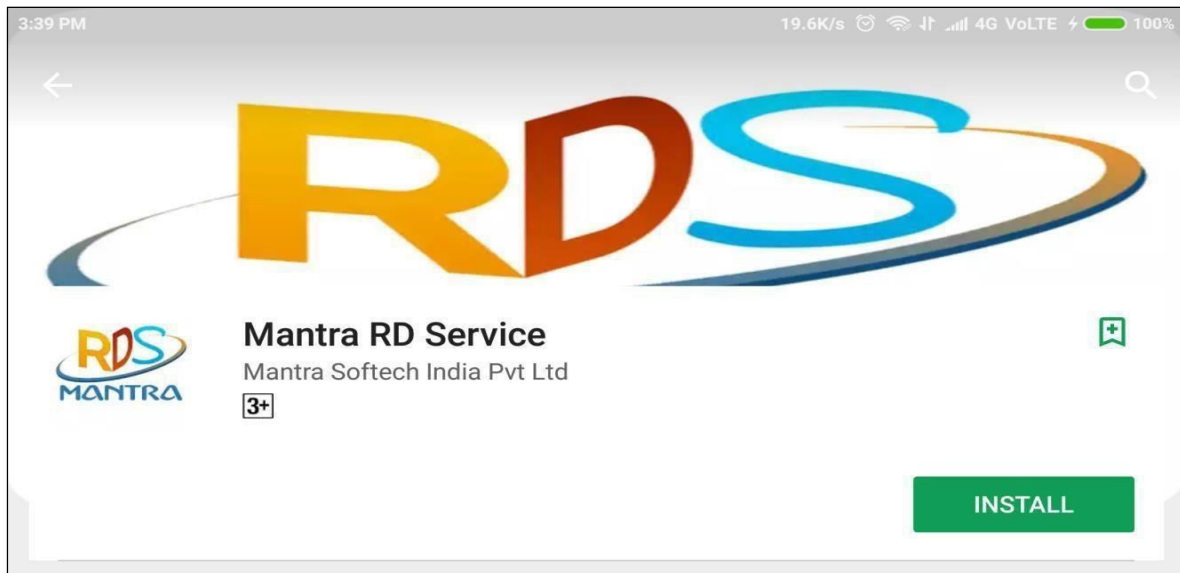 3:39 PM 19.6K/s 4G VoLTE 100%
RDS
RDS
MANTRA
Mantra RD Service
Mantra Softech India Pvt Ltd
3+
INSTALL